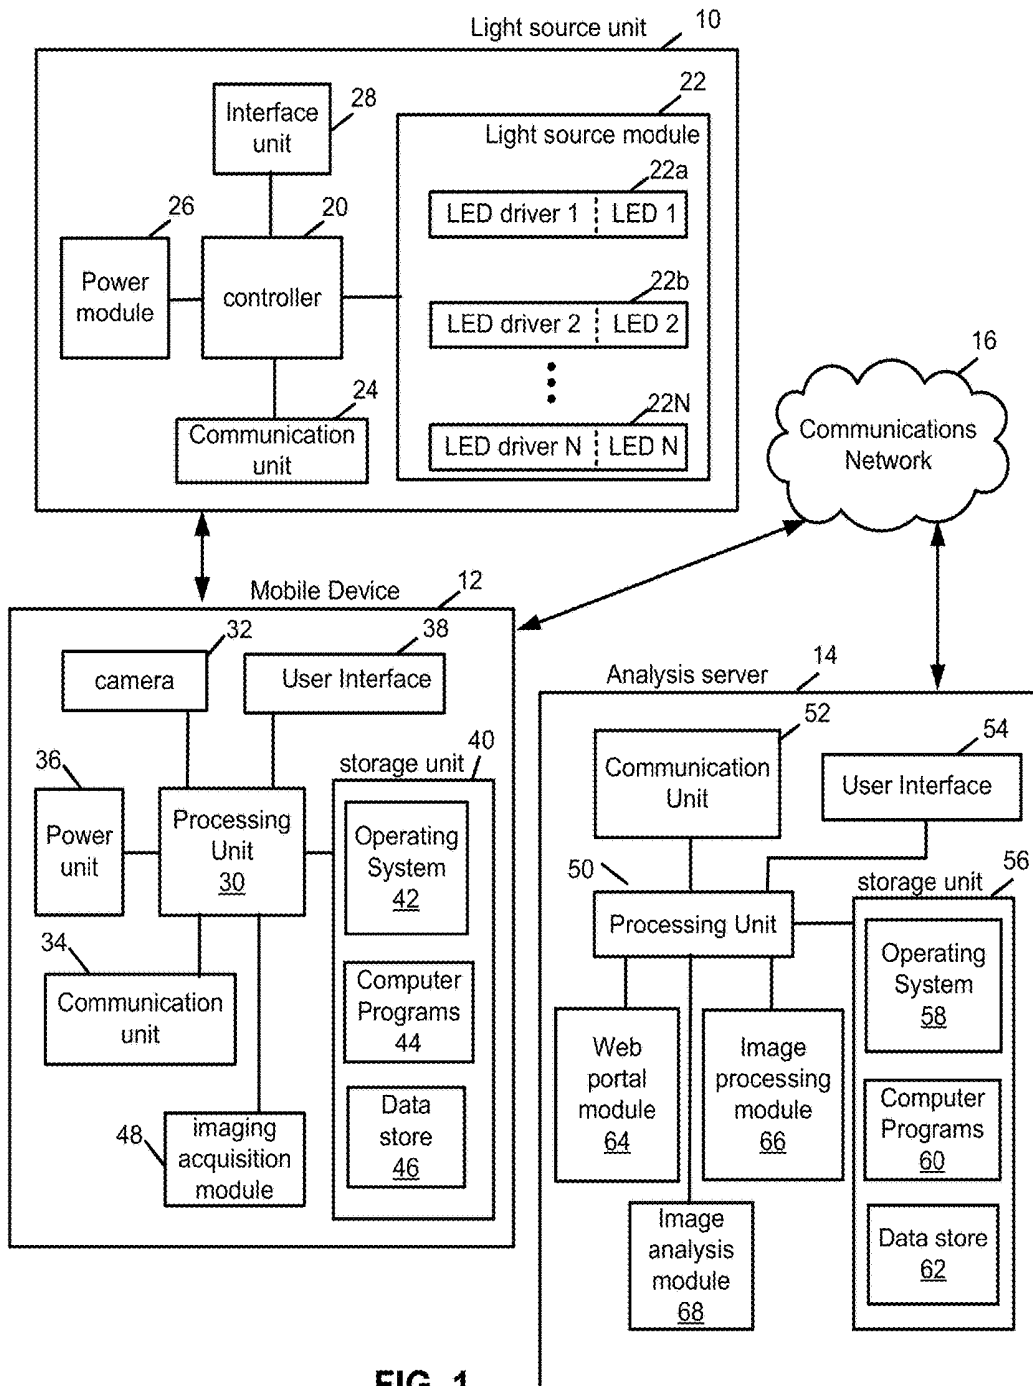 Light source unit
10
Interface
unit
28
22
Light source module
22a
LED driver 1
LED 1
26
20
Power
module
controller
22b
LED driver 2
LED 2
24
Communication
unit
22N
LED driver N
LED N
16
Communications
Network
Mobile Device
12
32
camera
38
User Interface
36
Power
unit
Processing
Unit
30
storage unit
40
Operating
System
42
34
Communication
unit
Computer
Programs
44
48
imaging
acquisition
module
Data
store
46
Analysis server
14
52
Communication
Unit
54
User Interface
50
Processing Unit
storage unit
56
Operating
System
58
Web
portal
module
64
Image
processing
module
66
Computer
Programs
60
Image
analysis
module
68
Data store
62
FIG. 1